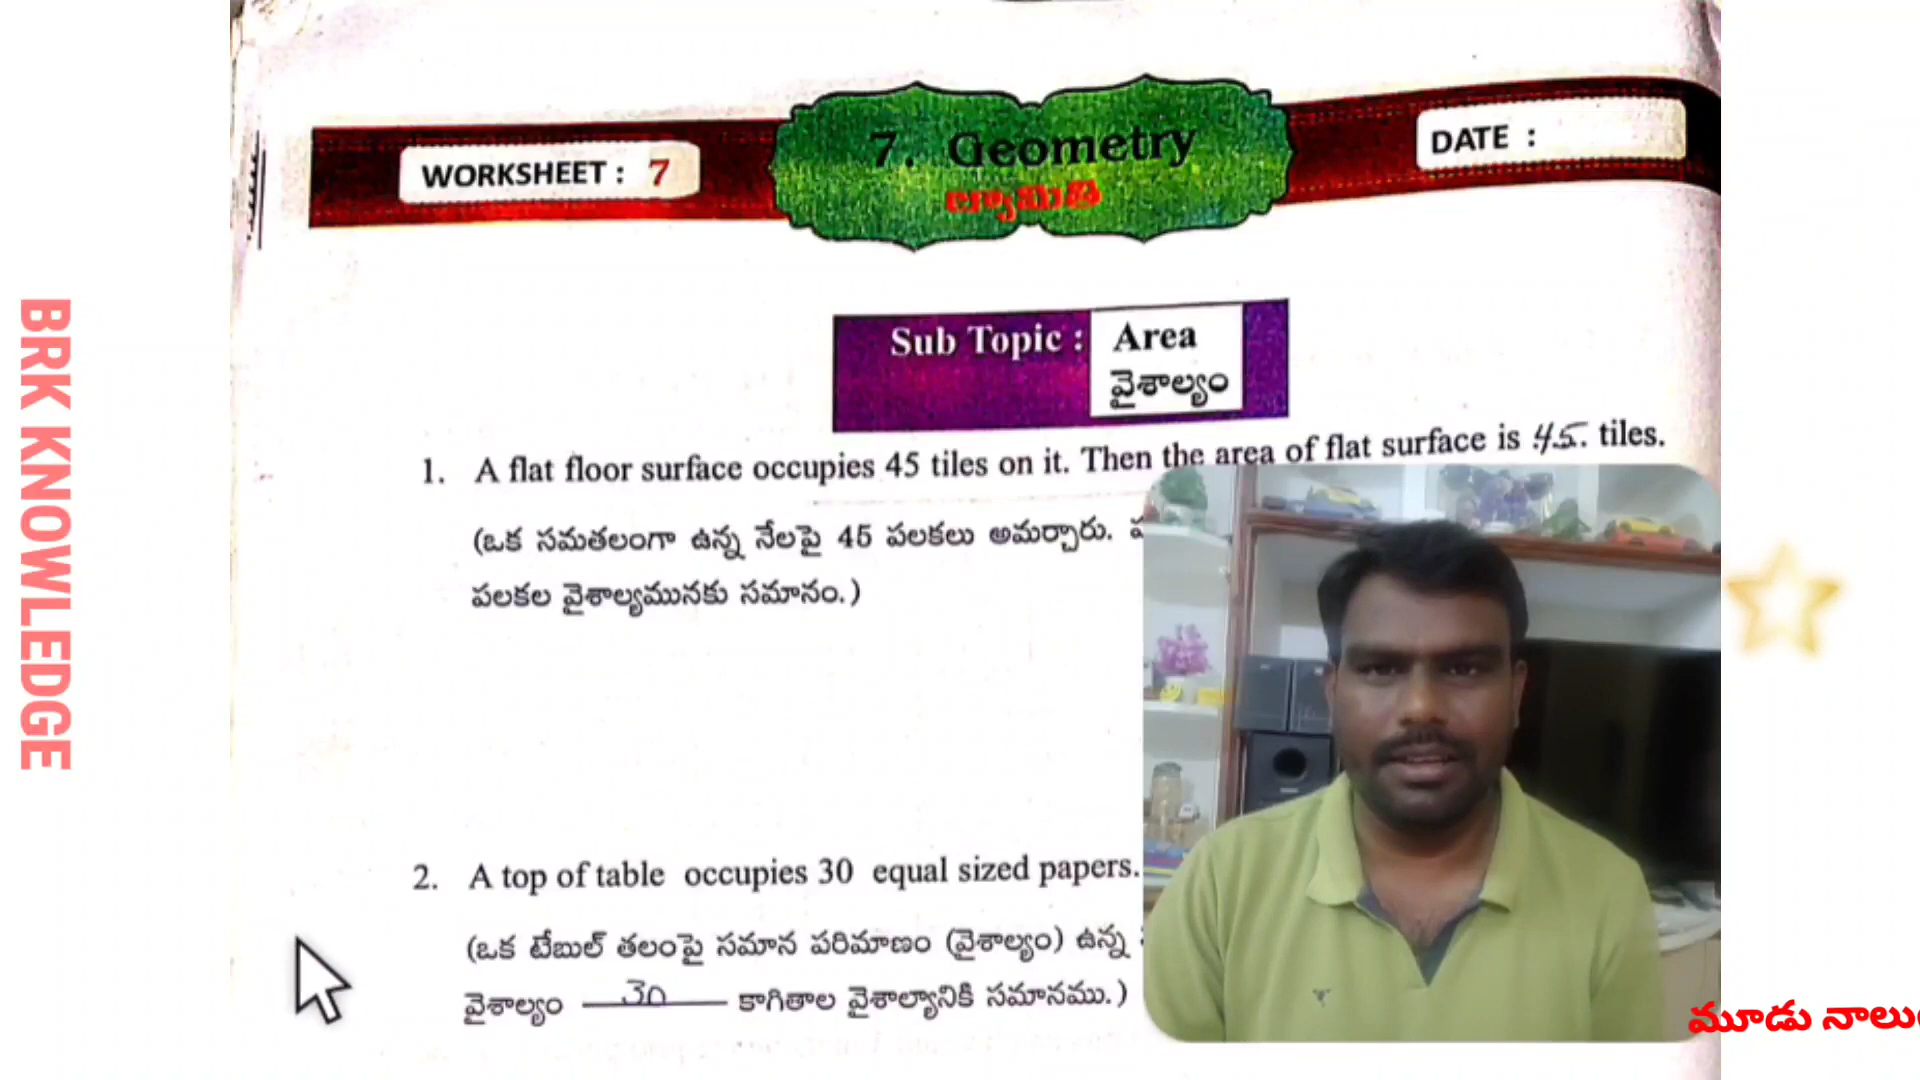 BRK KNOWLEDGE
WORKSHEET : 7
7. Geometry
జ్యామితి
DATE :
Sub Topic : Area
వైశాల్యం
1. A flat floor surface occupies 45 tiles on it. Then the area of flat surface is 45. tiles.
(ఒక సమతలంగా ఉన్న నేలపై 45 పలకలు అమర్చారు.
పలకల వైశాల్యమునకు సమానం.)
2. A top of table occupies 30 equal sized papers.
(ఒక టేబుల్ తలంపై సమాన పరిమాణం (వైశాల్యం) ఉన్న
వైశాల్యం 30 కాగితాల వైశాల్యానికి సమానము.)
మూడు